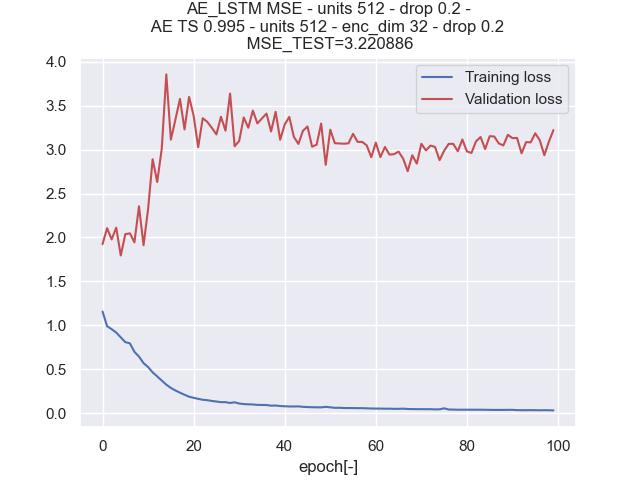 AE_LSTM MSE - units 512 - drop 0.2 -
AE TS 0.995 - units 512 - enc_dim 32 - drop 0.2
MSE_TEST=3.220886
4.0
3.5
3.0
2.5
2.0
1.5
1.0
0.5
0.0
Training loss
Validation loss
0 20 40 60 80 100
epoch[-]